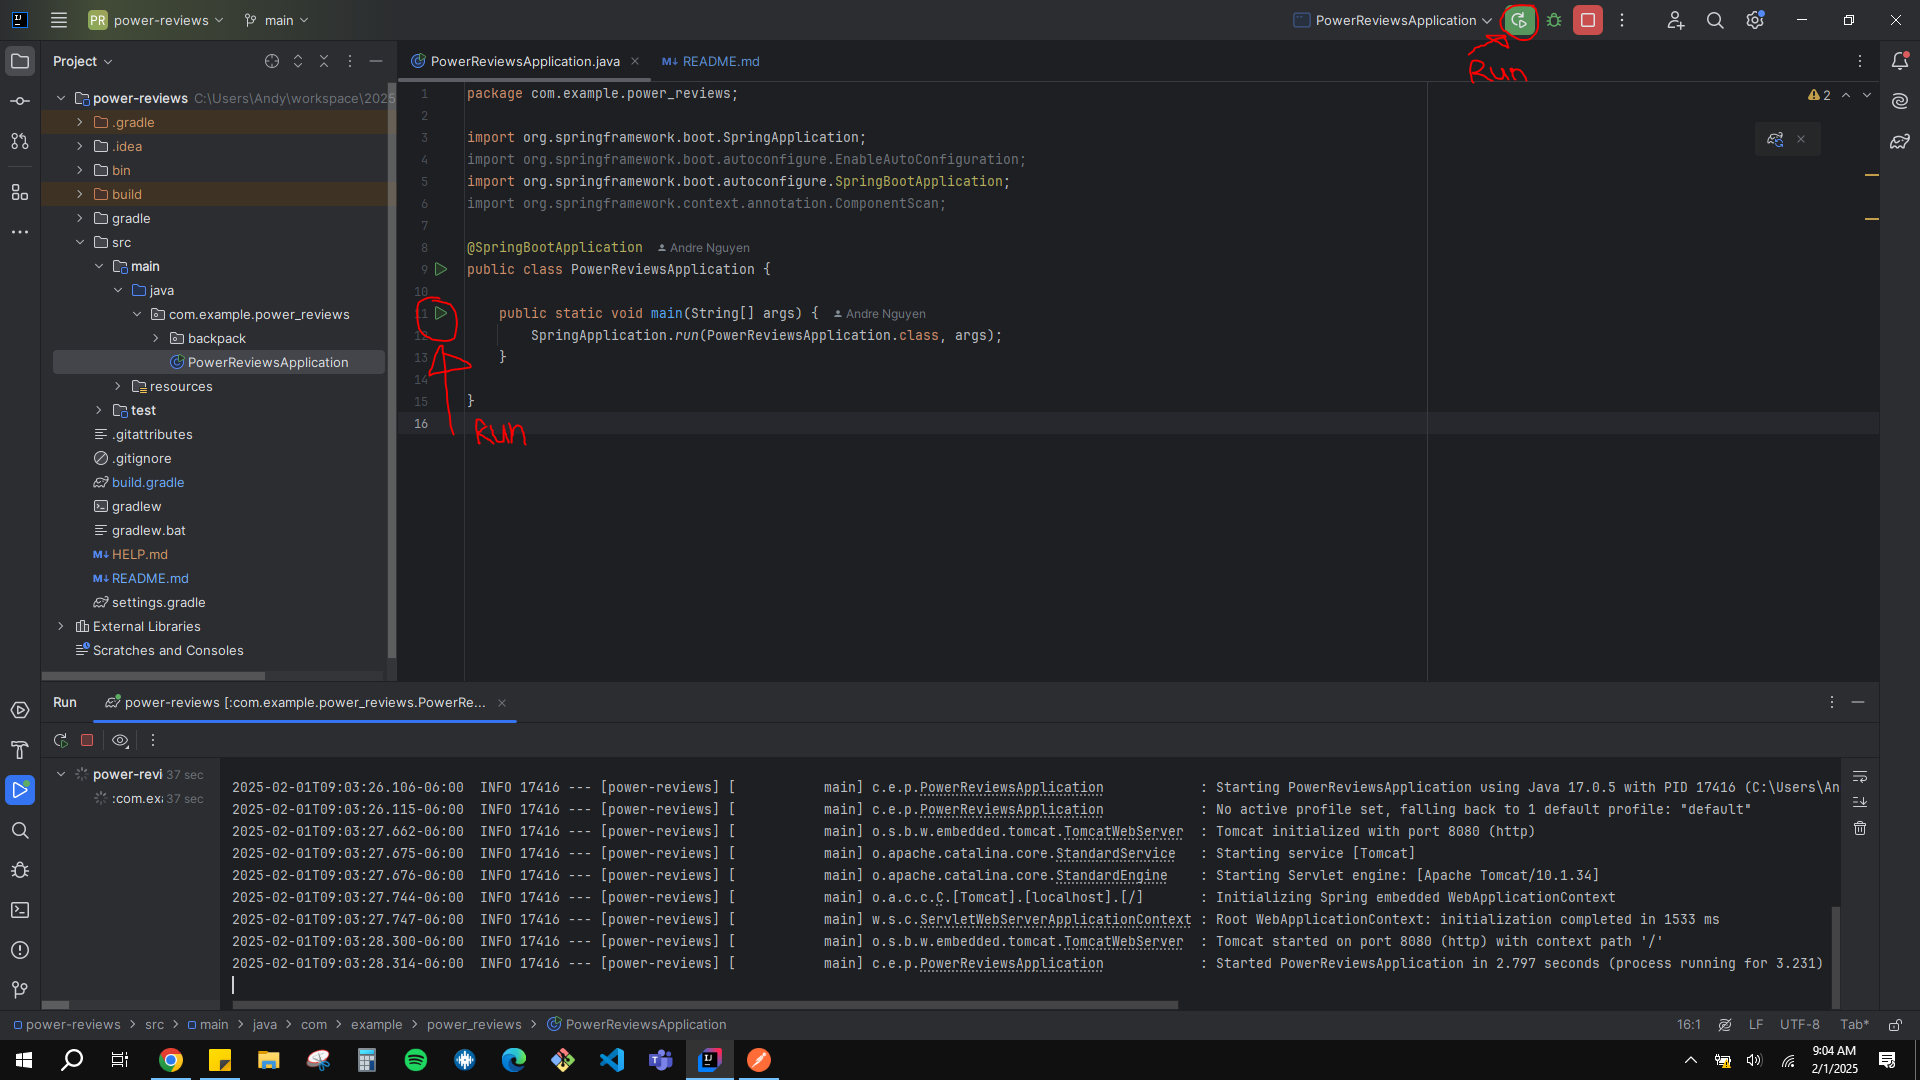 PR power-reviews main PowerReviewsApplication
Run
Project
PowerReviewsApplication.java
M↓ README.md
power-reviews C:\Users\Andy\workspace\2025
.gradle
.idea
bin
build
gradle
src
main
java
com.example.power_reviews
backpack
PowerReviewsApplication
resources
test
.gitattributes
.gitignore
build.gradle
gradlew
gradlew.bat
M↓ HELP.md
M↓ README.md
settings.gradle
External Libraries
Scratches and Consoles
2
1 package com.example.power_reviews;
2
3 import org.springframework.boot.SpringApplication;
4 import org.springframework.boot.autoconfigure.EnableAutoConfiguration;
5 import org.springframework.boot.autoconfigure.SpringBootApplication;
6 import org.springframework.context.annotation.ComponentScan;
7
8 @SpringBootApplication Andre Nguyen
9 public class PowerReviewsApplication {
10
11 public static void main(String[] args) { Andre Nguyen
12 SpringApplication.run(PowerReviewsApplication.class, args);
13 }
14
15 }
16
Run
Run power-reviews [:com.example.power_reviews.PowerRe...
power-revi 37 sec
:com.exa 37 sec
2025-02-01T09:03:26.106-06:00 INFO 17416 --- [power-reviews] [ main] c.e.p.PowerReviewsApplication : Starting PowerReviewsApplication using Java 17.0.5 with PID 17416 (C:\Users\An
2025-02-01T09:03:26.115-06:00 INFO 17416 --- [power-reviews] [ main] c.e.p.PowerReviewsApplication : No active profile set, falling back to 1 default profile: "default"
2025-02-01T09:03:27.662-06:00 INFO 17416 --- [power-reviews] [ main] o.s.b.w.embedded.tomcat.TomcatWebServer : Tomcat initialized with port 8080 (http)
2025-02-01T09:03:27.675-06:00 INFO 17416 --- [power-reviews] [ main] o.apache.catalina.core.StandardService : Starting service [Tomcat]
2025-02-01T09:03:27.676-06:00 INFO 17416 --- [power-reviews] [ main] o.apache.catalina.core.StandardEngine : Starting Servlet engine: [Apache Tomcat/10.1.34]
2025-02-01T09:03:27.744-06:00 INFO 17416 --- [power-reviews] [ main] o.a.c.c.C.[Tomcat].[localhost].[/] : Initializing Spring embedded WebApplicationContext
2025-02-01T09:03:27.747-06:00 INFO 17416 --- [power-reviews] [ main] w.s.c.ServletWebServerApplicationContext : Root WebApplicationContext: initialization completed in 1533 ms
2025-02-01T09:03:28.300-06:00 INFO 17416 --- [power-reviews] [ main] o.s.b.w.embedded.tomcat.TomcatWebServer : Tomcat started on port 8080 (http) with context path '/'
2025-02-01T09:03:28.314-06:00 INFO 17416 --- [power-reviews] [ main] c.e.p.PowerReviewsApplication : Started PowerReviewsApplication in 2.797 seconds (process running for 3.231)
power-reviews > src > main > java > com > example > power_reviews > PowerReviewsApplication 16:1 LF UTF-8 Tab*
9:04 AM
2/1/2025